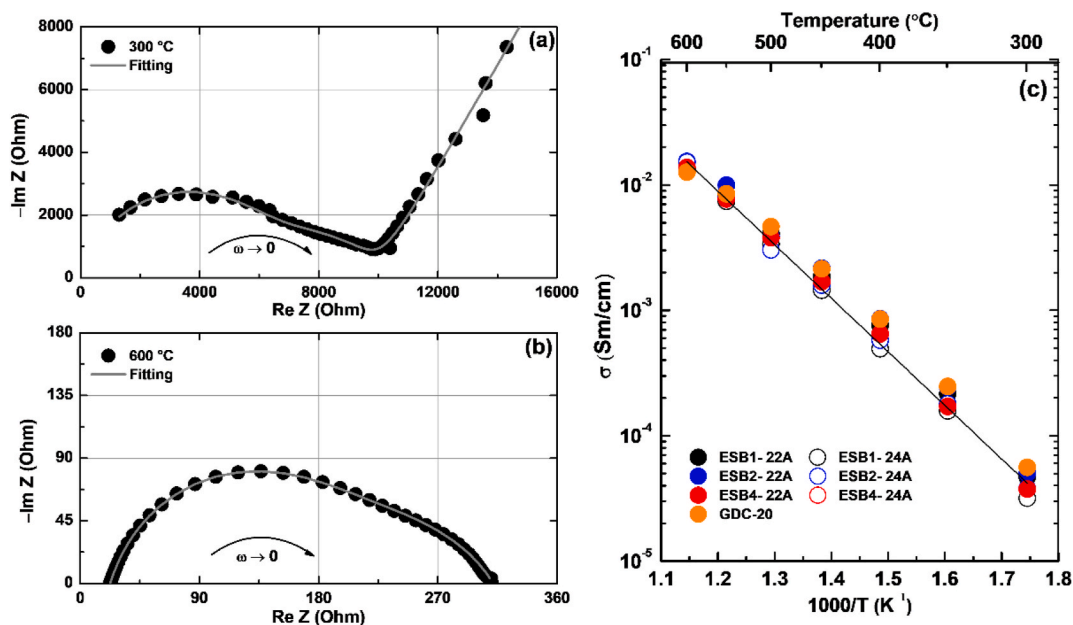 8000
6000
4000
2000
0
−Im Z (Ohm)
300 °C
Fitting
(a)
ω → 0
0 4000 8000 12000 16000
Re Z (Ohm)
180
135
90
45
0
−Im Z (Ohm)
600 °C
Fitting
(b)
ω → 0
0 90 180 270 360
Re Z (Ohm)
Temperature (°C)
600 500 400 300
(c)
10⁻¹
10⁻²
10⁻³
10⁻⁴
10⁻⁵
σ (Sm/cm)
ESB1- 22A ESB1- 24A
ESB2- 22A ESB2- 24A
ESB4- 22A ESB4- 24A
GDC-20
1.1 1.2 1.3 1.4 1.5 1.6 1.7 1.8
1000/T (K⁻¹)